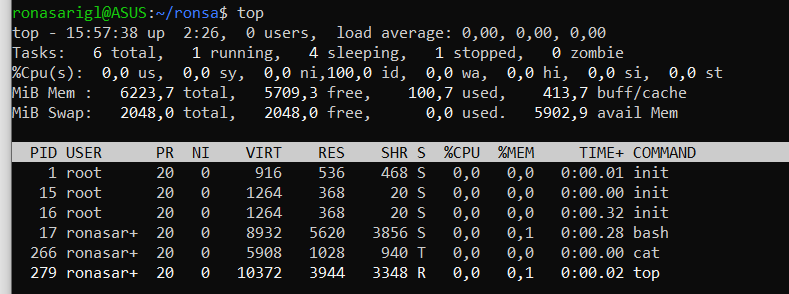 ronasarigl@ASUS:~/ronsa$ top
top - 15:57:38 up  2:26,  0 users,  load average: 0,00, 0,00, 0,00
Tasks:   6 total,   1 running,   4 sleeping,   1 stopped,   0 zombie
%Cpu(s):  0,0 us,  0,0 sy,  0,0 ni,100,0 id,  0,0 wa,  0,0 hi,  0,0 si,  0,0 st
MiB Mem :   6223,7 total,   5709,3 free,    100,7 used,    413,7 buff/cache
MiB Swap:   2048,0 total,   2048,0 free,      0,0 used.   5902,9 avail Mem
PID USER      PR  NI    VIRT    RES    SHR S  %CPU  %MEM     TIME+ COMMAND
1 root      20   0     916    536    468 S   0,0   0,0   0:00.01 init
15 root      20   0    1264    368     20 S   0,0   0,0   0:00.00 init
16 root      20   0    1264    368     20 S   0,0   0,0   0:00.32 init
17 ronasar+  20   0    8932   5620   3856 S   0,0   0,1   0:00.28 bash
266 ronasar+  20   0    5908   1028    940 T   0,0   0,0   0:00.00 cat
279 ronasar+  20   0   10372   3944   3348 R   0,0   0,1   0:00.02 top